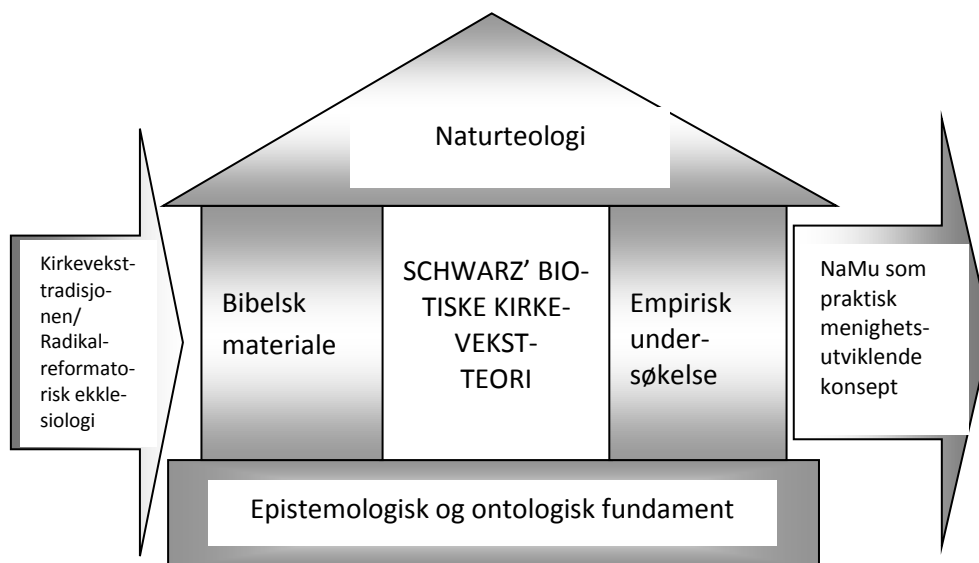 Naturteologi
Kirkevekst-
tradisjo-
nen/
Radikal-
reformato-
risk ekkle-
siologi
Bibelsk
materiale
SCHWARZ’ BIO-
TISKE KIRKE-
VEKST-
TEORI
Empirisk
under-
søkelse
NaMu som
praktisk
menighets-
utviklende
konsept
Epistemologisk og ontologisk fundament